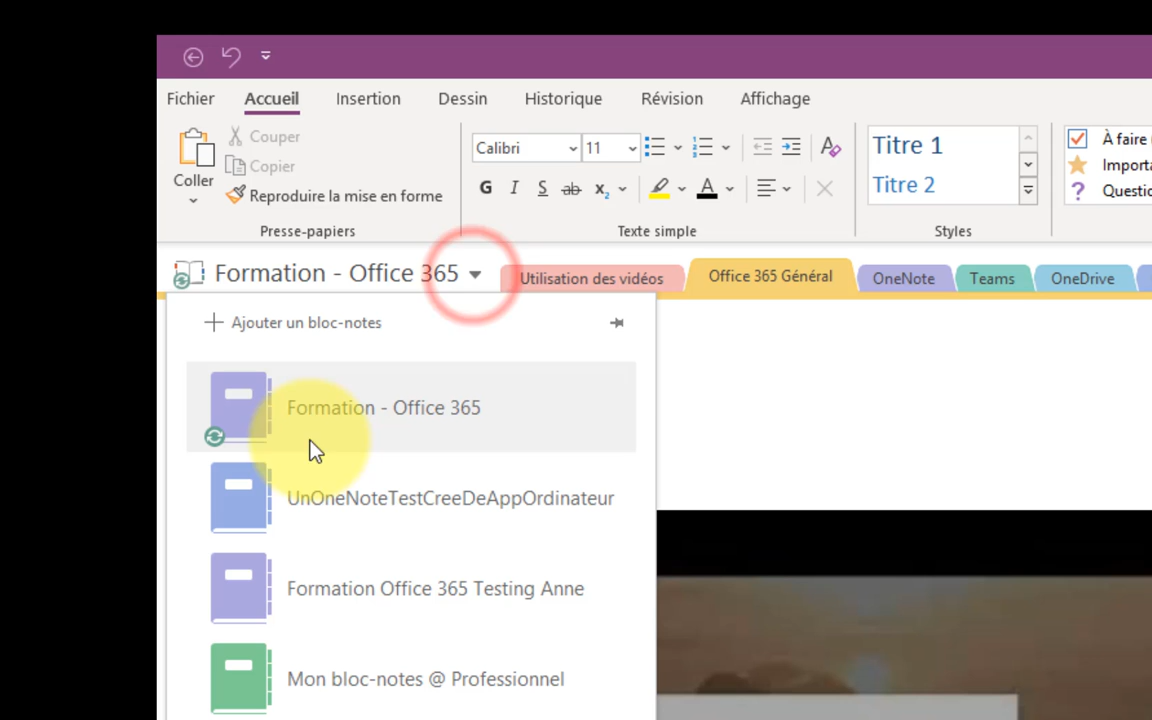 Fichier Accueil Insertion Dessin Historique Révision Affichage
Coller
Couper
Copier
Reproduire la mise en forme
Presse-papiers
Calibri 11
G I S ab x₂ A
Texte simple
Titre 1
Titre 2
Styles
À faire
Formation - Office 365
Utilisation des vidéos Office 365 Général OneNote Teams OneDrive
Ajouter un bloc-notes
Formation - Office 365
UnOneNoteTestCreeDeAppOrdinateur
Formation Office 365 Testing Anne
Mon bloc-notes @ Professionnel